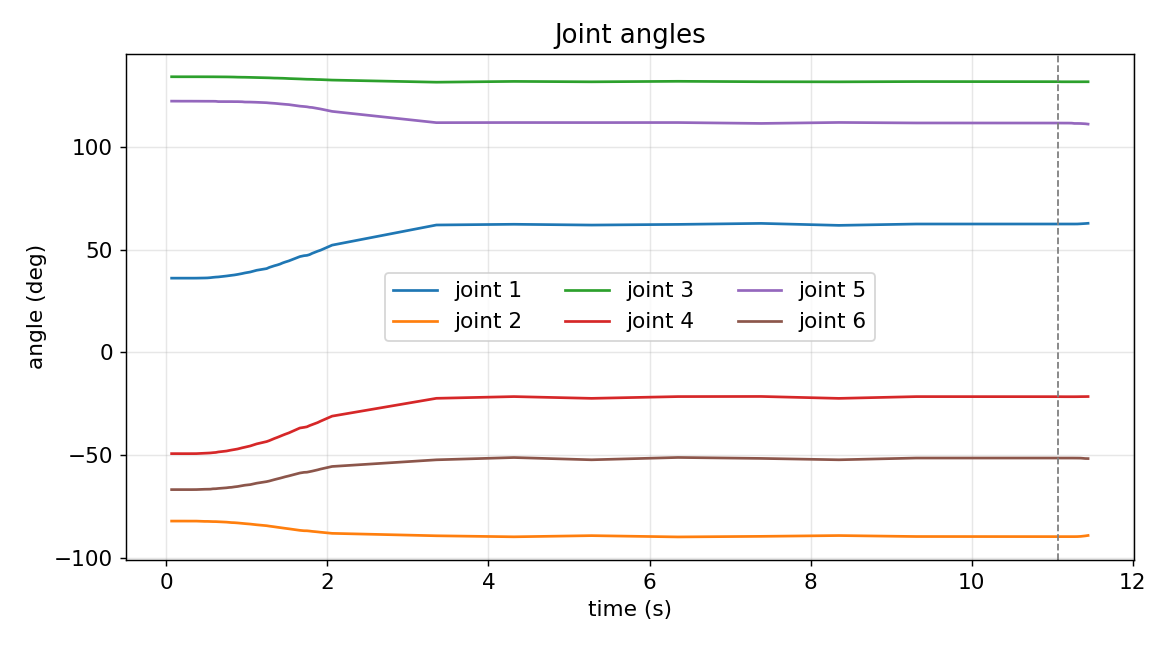 Joint angles
angle (deg)
100
50
0
−50
−100
joint 1 joint 3 joint 5
joint 2 joint 4 joint 6
0 2 4 6 8 10 12
time (s)